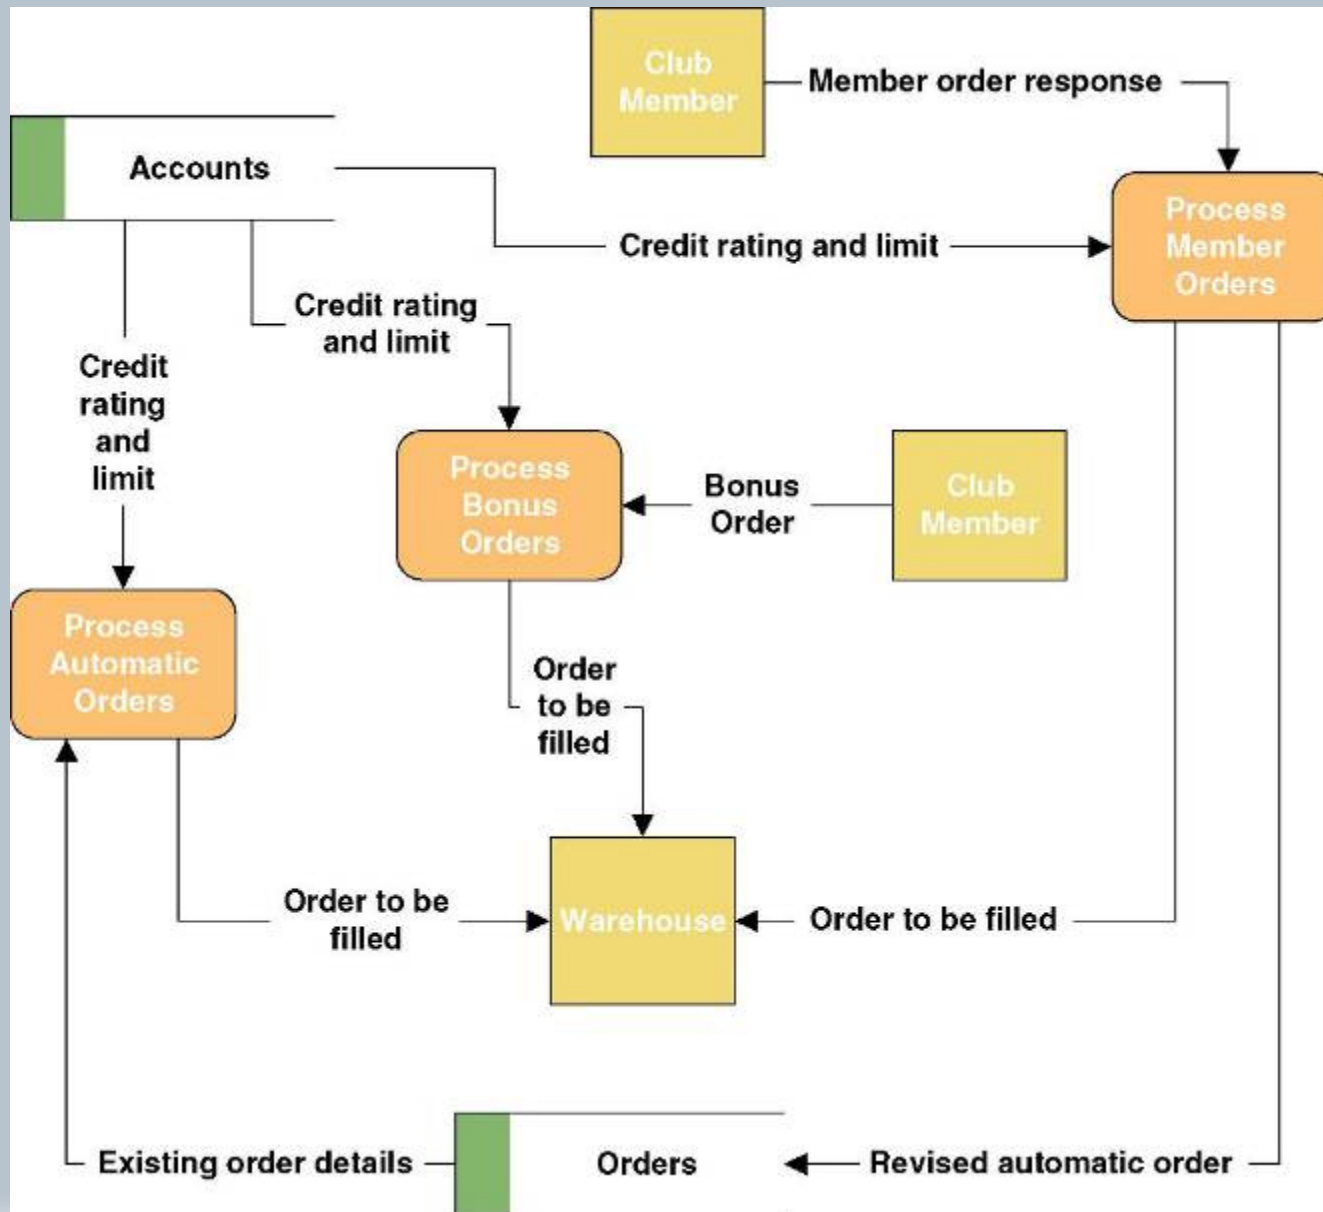 Club
Member
Member order response
Accounts
Process
Member
Orders
Credit rating and limit
Credit rating
and limit
Credit
rating
and
limit
Process
Bonus
Orders
Bonus
Order
Club
Member
Process
Automatic
Orders
Order
to be
filled
Order to be
filled
Warehouse
Order to be filled
Existing order details
Orders
Revised automatic order